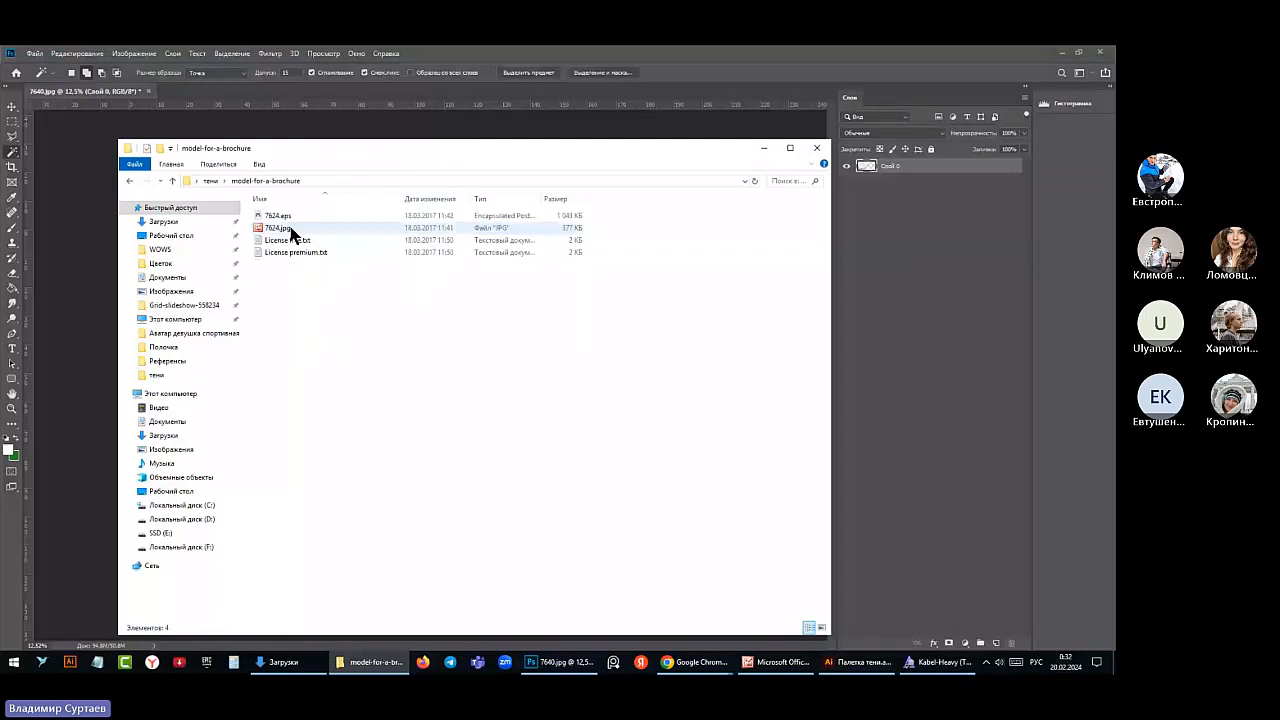 Файл Редактирование Изображение Слои Текст Выделение Фильтр 3D Просмотр Окно Справка
Размер образца: Точка Допуск: 15 Сглаживание Смеж.пикс Образец со всех слоев Выделить предмет Выделение и маска...
7640.jpg @ 12,5% (Слой 0, RGB/8*) *
Слои
Гистограмма
Вид
Обычные Непрозрачность: 100%
Закрепить: Заливка: 100%
Слой 0
model-for-a-brochure
Файл Главная Поделиться Вид
тени model-for-a-brochure
Поиск в: ...
Имя Дата изменения Тип Размер
7624.eps 18.03.2017 11:42 Encapsulated Post... 1 043 КБ
7624.jpg 18.03.2017 11:41 Файл "JPG" 377 КБ
License .txt 18.03.2017 11:50 Текстовый докум... 2 КБ
License premium.txt 18.03.2017 11:50 Текстовый докум... 2 КБ
Быстрый доступ
Загрузки
Рабочий стол
WOWS
Цветок
Документы
Изображения
Grid-slideshow-558234
Этот компьютер
Аватар девушка спортивная
Полочка
Референсы
тени
Этот компьютер
Видео
Документы
Загрузки
Изображения
Музыка
Объемные объекты
Рабочий стол
Локальный диск (C:)
Локальный диск (D:)
SSD (E:)
Локальный диск (F:)
Сеть
Элементов: 4
12,52%
Загрузки
model-for-a-br...
7640.jpg @ 12,5...
Google Chrom...
Microsoft Offic...
Палетка тени.a...
Kabel-Heavy (T...
РУС
0:32
20.02.2024
Евстроп...
Климов ...
Ломовц...
U
Ulyanov...
Харитон...
ЕК
Евтушен...
Кропин...
Владимир Суртаев